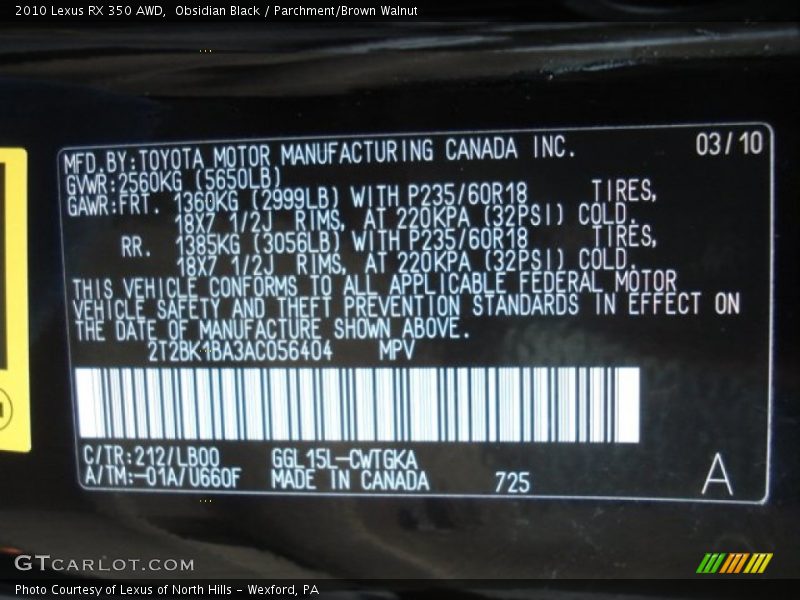 2010 Lexus RX 350 AWD,  Obsidian Black / Parchment/Brown Walnut
03/10
MFD.BY:TOYOTA MOTOR MANUFACTURING CANADA INC.
GVWR:2560KG (5650LB)
GAWR:FRT. 1360KG (2999LB) WITH P235/60R18 TIRES,
18X7 1/2J RIMS, AT 220KPA (32PSI) COLD.
RR. 1385KG (3056LB) WITH P235/60R18 TIRES,
18X7 1/2J RIMS, AT 220KPA (32PSI) COLD.
THIS VEHICLE CONFORMS TO ALL APPLICABLE FEDERAL MOTOR
VEHICLE SAFETY AND THEFT PREVENTION STANDARDS IN EFFECT ON
THE DATE OF MANUFACTURE SHOWN ABOVE.
2T2BK1BA3AC056404 MPV
C/TR:212/LB00 GGL15L-CWTGKA
A/TM:-01A/U660F MADE IN CANADA 725 A
GTCARLOT.COM
Photo Courtesy of Lexus of North Hills - Wexford, PA